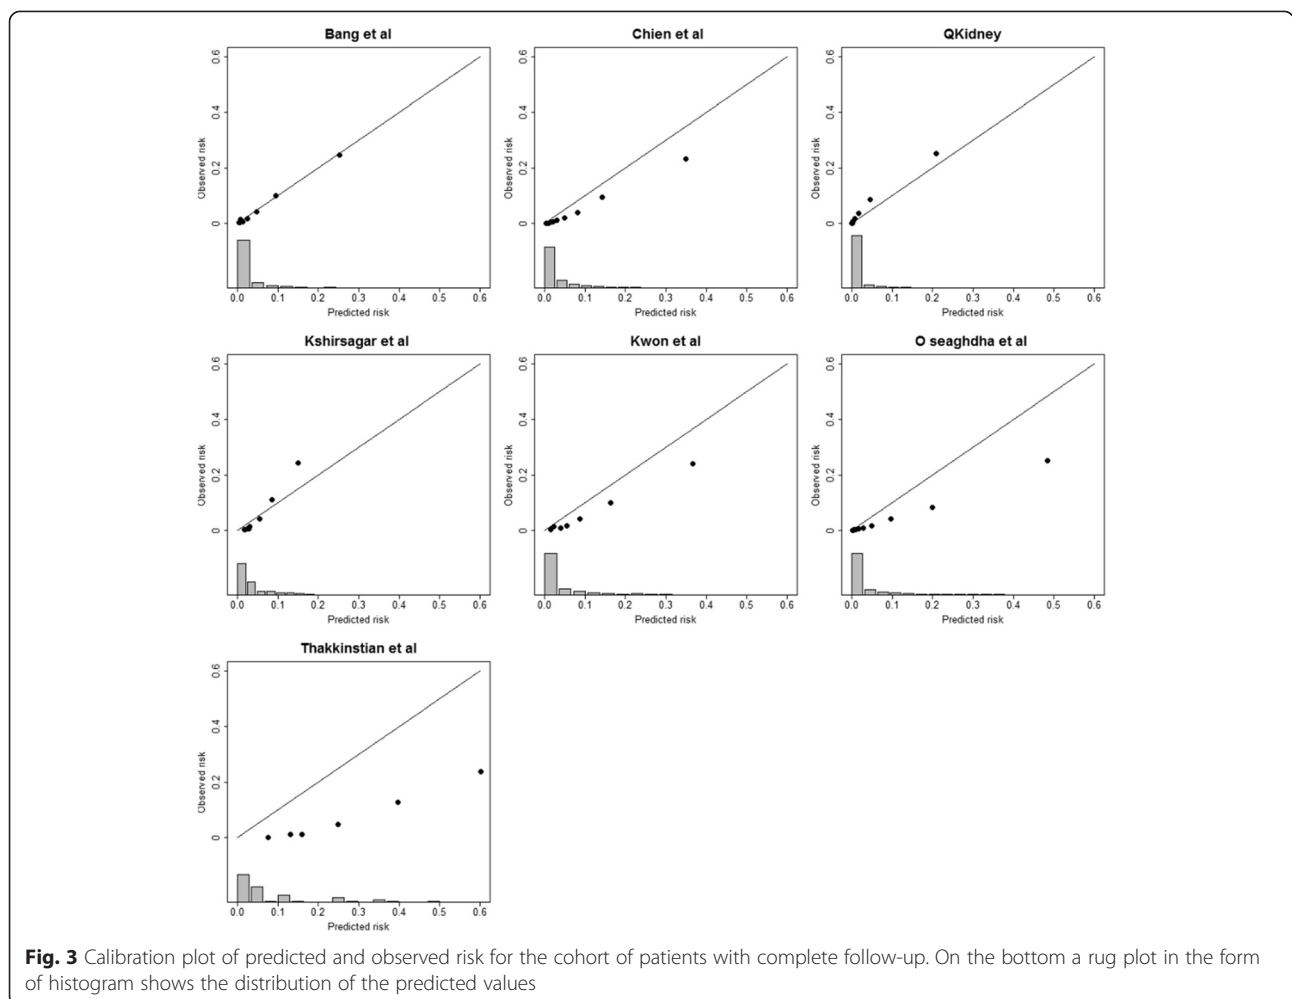 Bang et al
Chien et al
QKidney
0.6
0.4
0.2
0
Observed risk
0.0 0.1 0.2 0.3 0.4 0.5 0.6
Predicted risk
0.6
0.4
0.2
0
Observed risk
0.0 0.1 0.2 0.3 0.4 0.5 0.6
Predicted risk
0.6
0.4
0.2
0
Observed risk
0.0 0.1 0.2 0.3 0.4 0.5 0.6
Predicted risk
Kshirsagar et al
Kwon et al
O seaghdha et al
0.6
0.4
0.2
0
Observed risk
0.0 0.1 0.2 0.3 0.4 0.5 0.6
Predicted risk
0.6
0.4
0.2
0
Observed risk
0.0 0.1 0.2 0.3 0.4 0.5 0.6
Predicted risk
0.6
0.4
0.2
0
Observed risk
0.0 0.1 0.2 0.3 0.4 0.5 0.6
Predicted risk
Thakkinstian et al
0.6
0.4
0.2
0
Observed risk
0.0 0.1 0.2 0.3 0.4 0.5 0.6
Predicted risk
Fig. 3 Calibration plot of predicted and observed risk for the cohort of patients with complete follow-up. On the bottom a rug plot in the form
of histogram shows the distribution of the predicted values